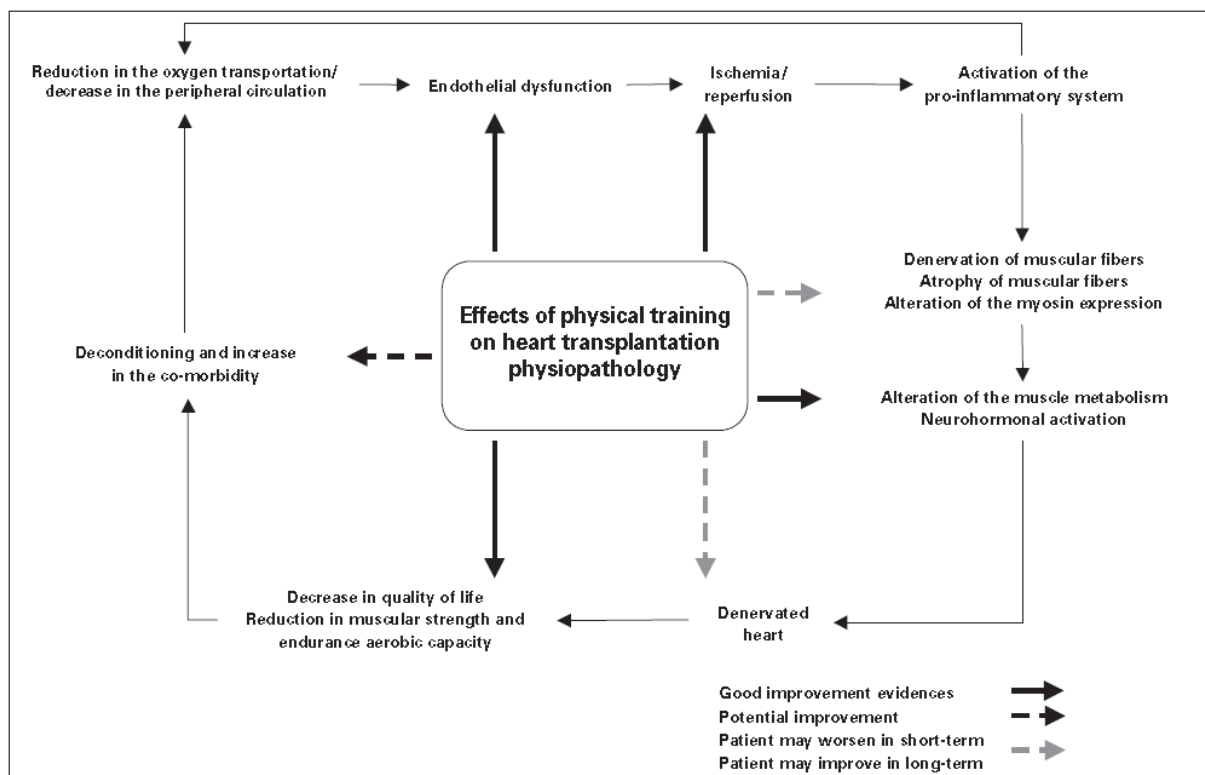 Reduction in the oxygen transportation/
decrease in the peripheral circulation
Endothelial dysfunction
Ischemia/
reperfusion
Activation of the
pro-inflammatory system
Denervation of muscular fibers
Atrophy of muscular fibers
Alteration of the myosin expression
Effects of physical training
on heart transplantation
physiopathology
Deconditioning and increase
in the co-morbidity
Alteration of the muscle metabolism
Neurohormonal activation
Decrease in quality of life
Reduction in muscular strength and
endurance aerobic capacity
Denervated
heart
Good improvement evidences
Potential improvement
Patient may worsen in short-term
Patient may improve in long-term